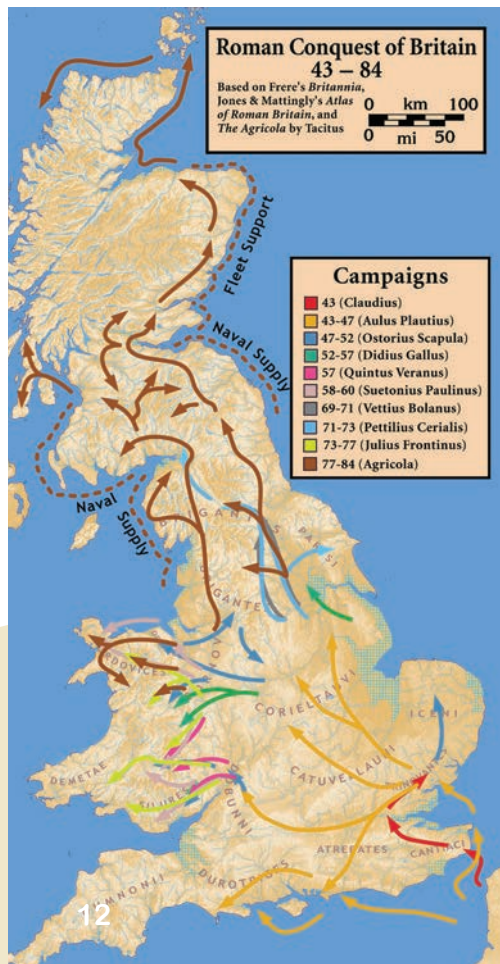 Roman Conquest of Britain
43 – 84
Based on Frere's Britannia,
Jones & Mattingly's Atlas
of Roman Britain, and
The Agricola by Tacitus
0 km 100
0 mi 50
Fleet Support
Naval Supply
Campaigns
43 (Claudius)
43-47 (Aulus Plautius)
47-52 (Ostorius Scapula)
52-57 (Didius Gallus)
57 (Quintus Veranus)
58-60 (Suetonius Paulinus)
69-71 (Vettius Bolanus)
71-73 (Pettilius Cerialis)
73-77 (Julius Frontinus)
77-84 (Agricola)
Naval
Supply
PARISI
CORIELTAUVI
ICENI
CATUVELLAUNI
DEMETAE
SILURES
ATREBATES
CANTIACI
DUROTRIGES
12